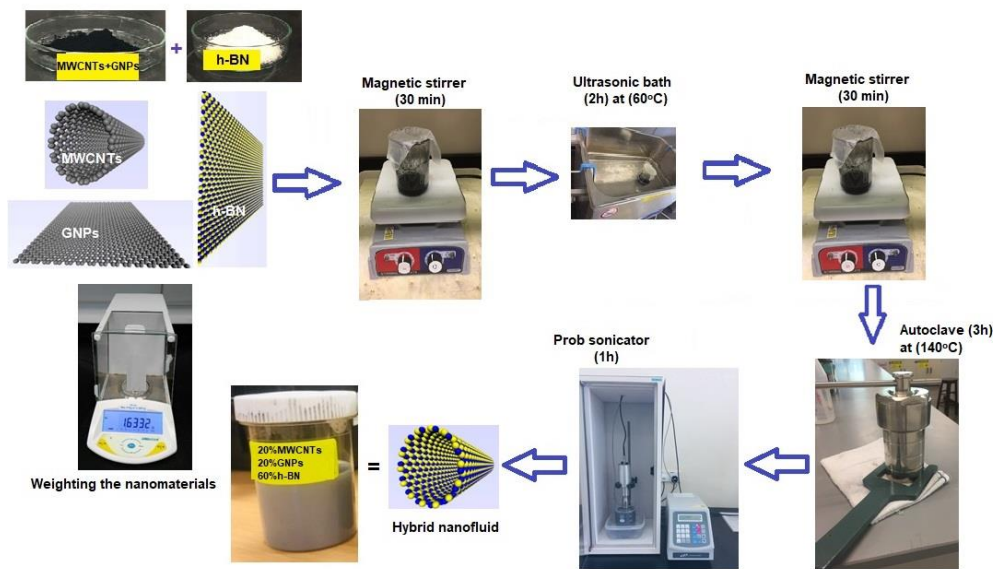 MWCNTs+GNPs
+
h-BN
MWCNTs
GNPs
h-BN
Magnetic stirrer
(30 min)
Ultrasonic bath
(2h) at (60°C)
Magnetic stirrer
(30 min)
Autoclave (3h)
at (140°C)
Prob sonicator
(1h)
=
Hybrid nanofluid
20%MWCNTs
20%GNPs
60%h-BN
1.6332
Weighting the nanomaterials